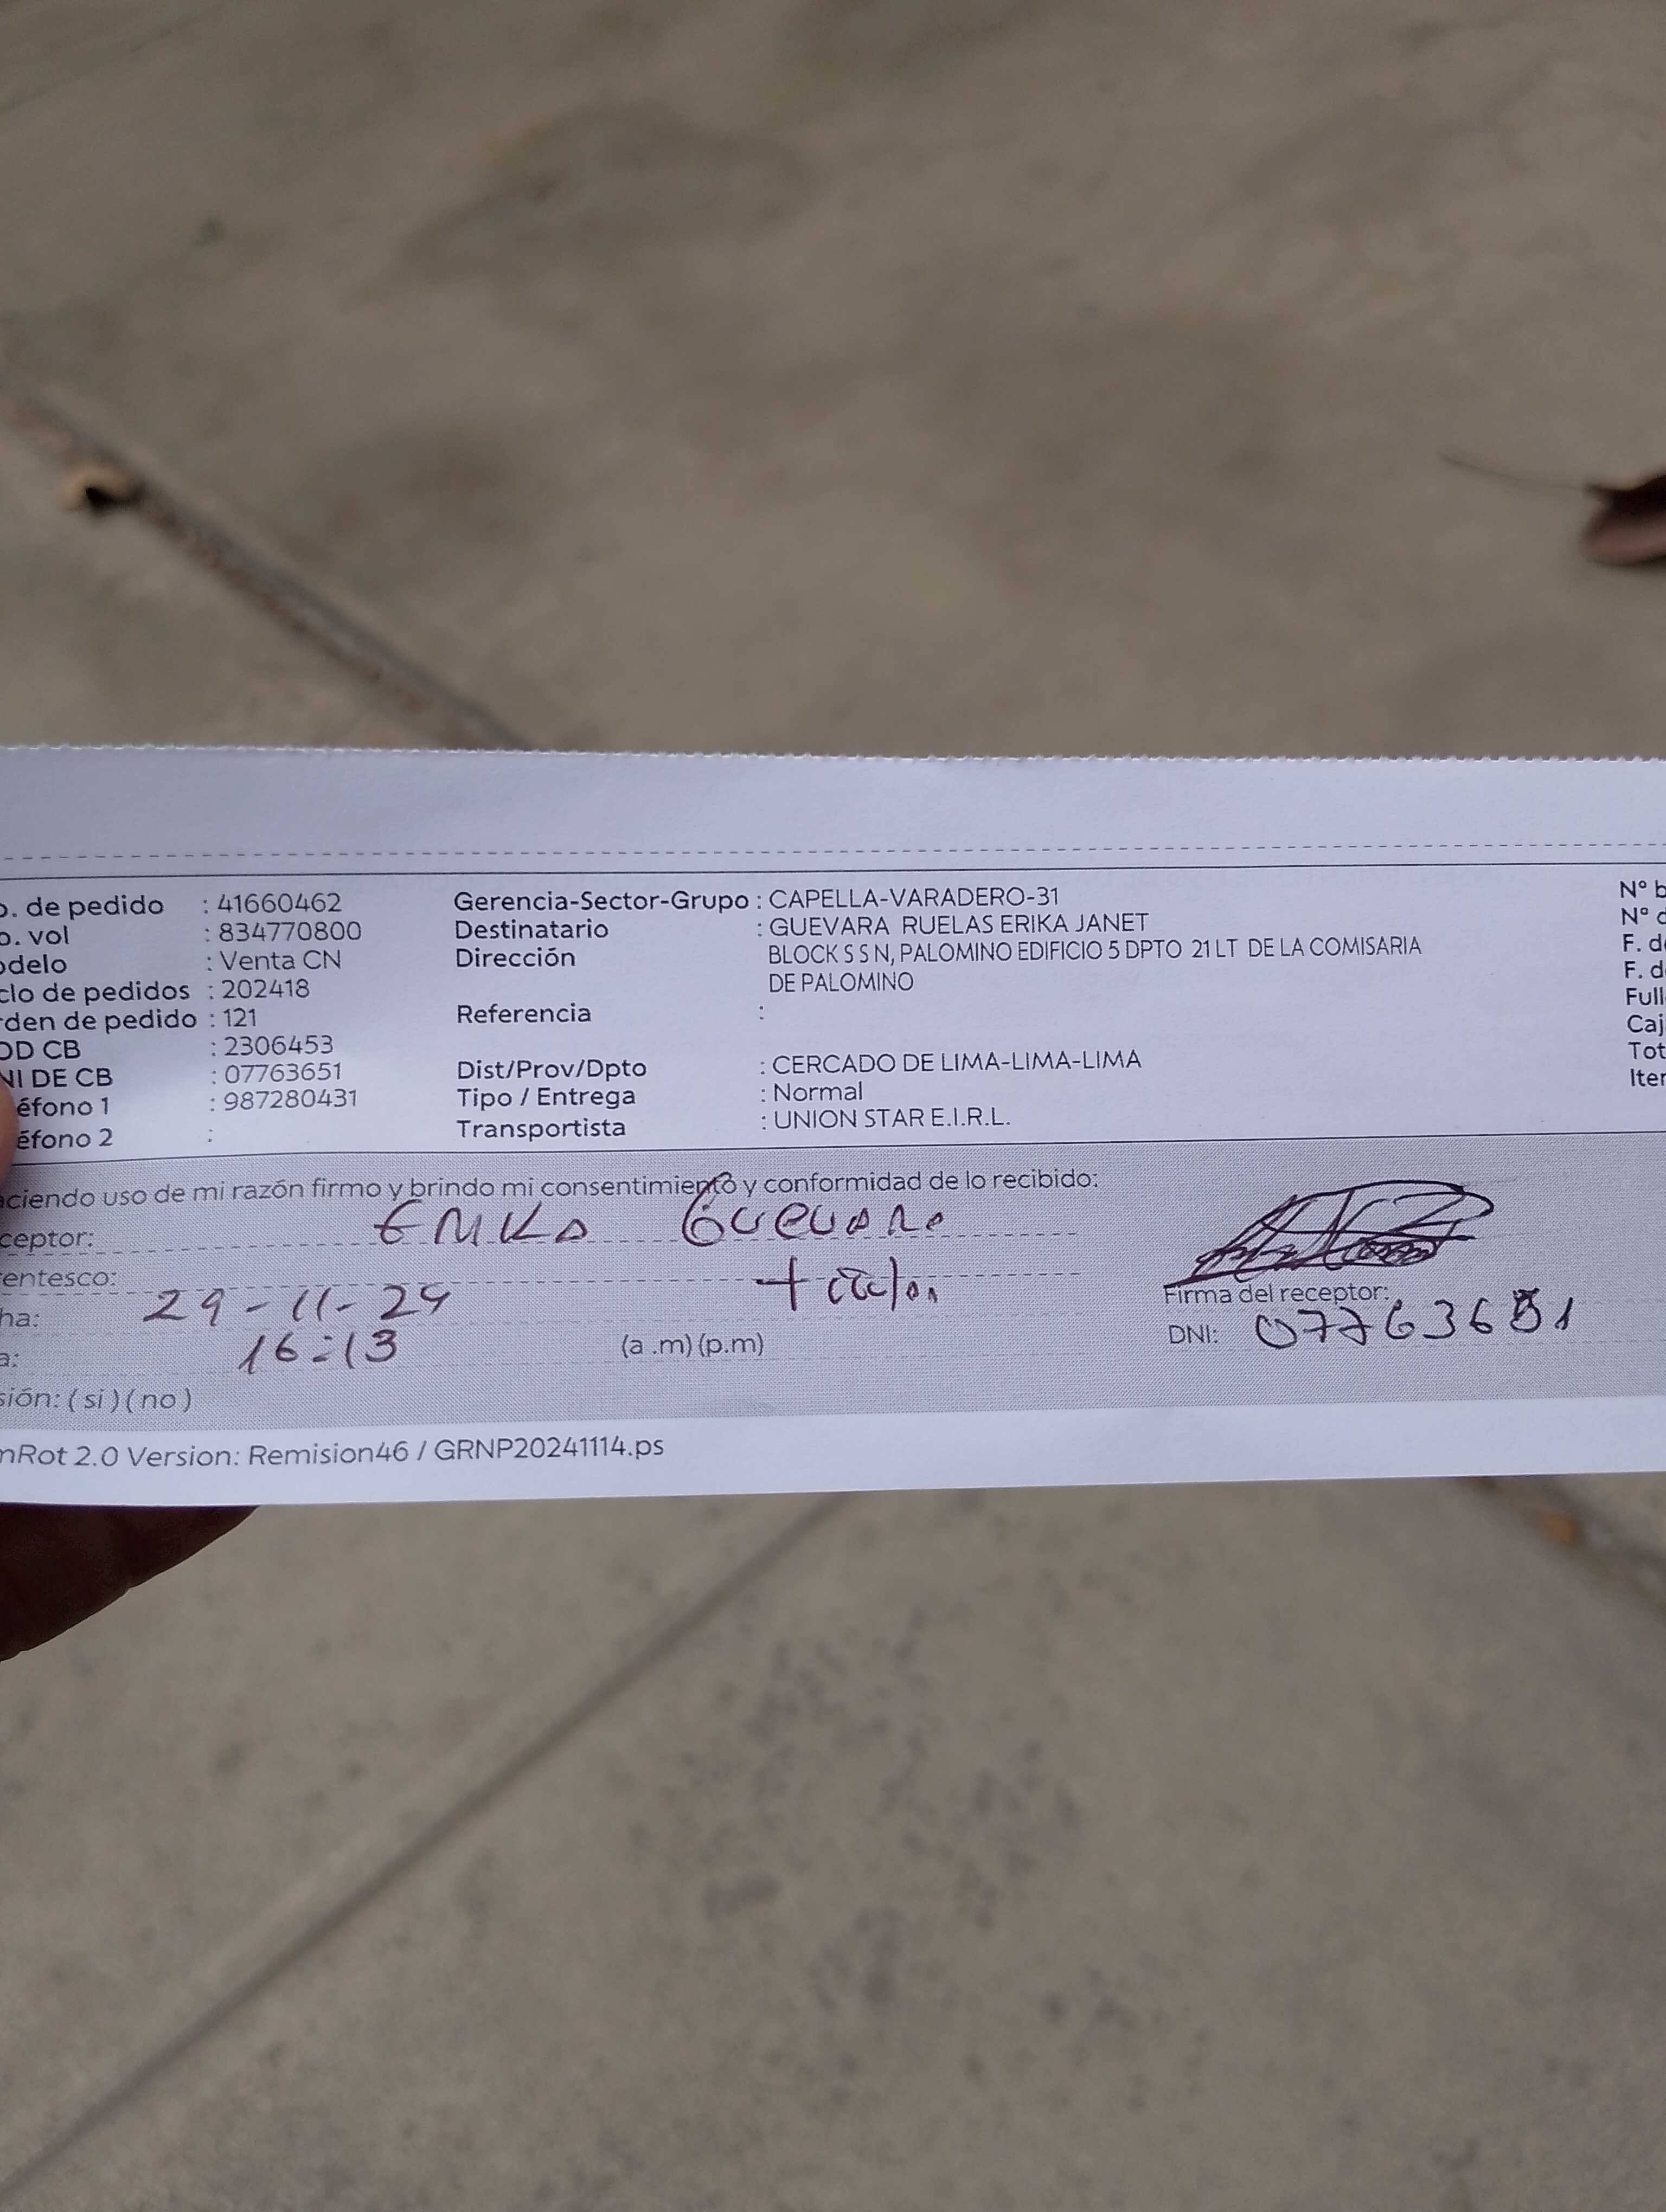 o. de pedido : 41660462 Gerencia-Sector-Grupo : CAPELLA-VARADERO-31 N° b
o. vol : 834770800 Destinatario : GUEVARA RUELAS ERIKA JANET N° d
odelo : Venta CN Dirección BLOCK S S N, PALOMINO EDIFICIO 5 DPTO 21 LT DE LA COMISARIA F. d
clo de pedidos : 202418 DE PALOMINO F. d
den de pedido : 121 Referencia : Full
OD CB : 2306453 Caj
NI DE CB : 07763651 Dist/Prov/Dpto : CERCADO DE LIMA-LIMA-LIMA Tot
éfono 1 : 987280431 Tipo / Entrega : Normal Iter
éfono 2 : Transportista : UNION STAR E.I.R.L.
aciendo uso de mi razón firmo y brindo mi consentimiento y conformidad de lo recibido:
ceptor: Erika Guevara
entesco:
ha: 29-11-24 Firma del receptor:
a: 16:13 (a .m) (p.m) DNI: 07763651
sión: ( si ) ( no )
nRot 2.0 Version: Remision46 / GRNP20241114.ps